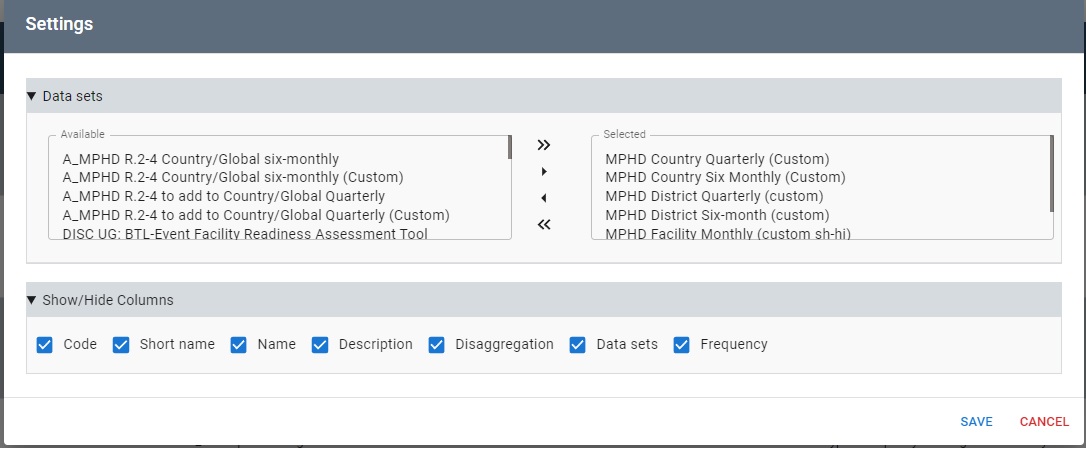 Settings
Data sets
Available
A_MPHD R.2-4 Country/Global six-monthly
A_MPHD R.2-4 Country/Global six-monthly (Custom)
A_MPHD R.2-4 to add to Country/Global Quarterly
A_MPHD R.2-4 to add to Country/Global Quarterly (Custom)
DISC UG: BTL-Event Facility Readiness Assessment Tool
Selected
MPHD Country Quarterly (Custom)
MPHD Country Six Monthly (Custom)
MPHD District Quarterly (custom)
MPHD District Six-month (custom)
MPHD Facility Monthly (custom sh-hi)
Show/Hide Columns
Code Short name Name Description Disaggregation Data sets Frequency
SAVE CANCEL